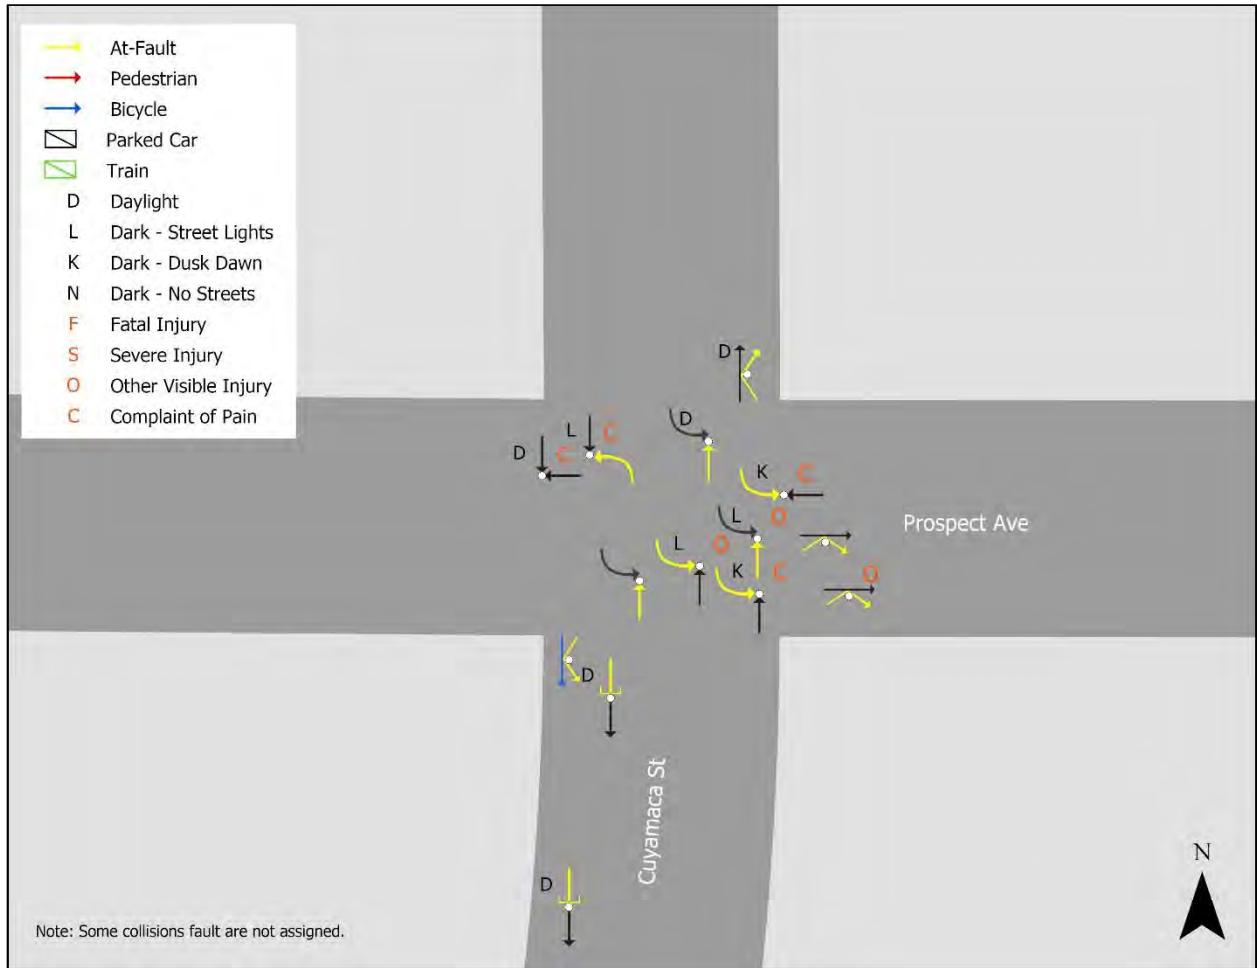 At-Fault
Pedestrian
Bicycle
Parked Car
Train
D Daylight
L Dark - Street Lights
K Dark - Dusk Dawn
N Dark - No Streets
F Fatal Injury
S Severe Injury
O Other Visible Injury
C Complaint of Pain
D
D
L C
D C
K C
Prospect Ave
L O
L O
K C
O
D
Cuyamaca St
D
N
Note: Some collisions fault are not assigned.